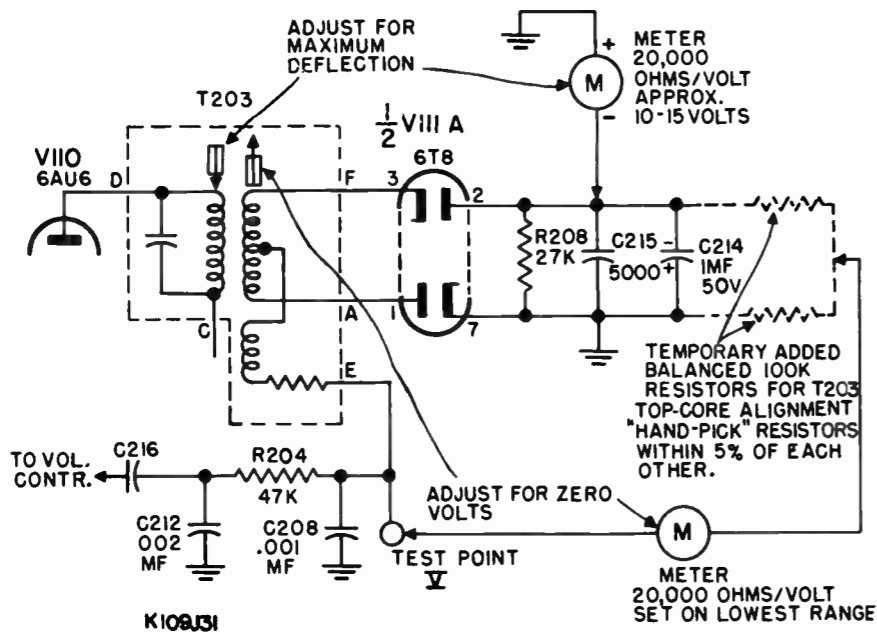 ADJUST FOR
MAXIMUM
DEFLECTION
METER
20,000
OHMS/VOLT
APPROX.
10-15 VOLTS
+
M
-
T203
1/2 VIII A
6T8
V110
6AU6
D
F
3
2
R208
27K
C215
5000
-
+
C214
1MF
50V
C
A
1
7
E
TEMPORARY ADDED
BALANCED 100K
RESISTORS FOR T203
TOP-CORE ALIGNMENT
"HAND-PICK" RESISTORS
WITHIN 5% OF EACH
OTHER.
C216
R204
47K
TO VOL.
CONTR.
ADJUST FOR ZERO
VOLTS
C212
.002
MF
C208
.001
MF
TEST POINT
V
M
METER
20,000 OHMS/VOLT
SET ON LOWEST RANGE
K109J31